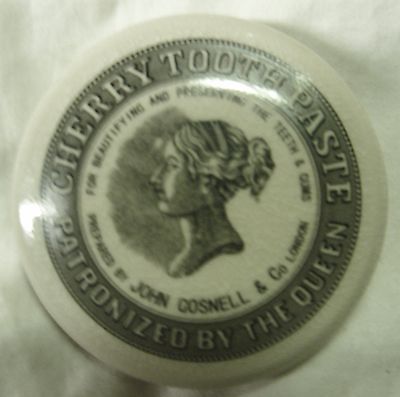 CHERRY TOOTH PASTE
PATRONIZED BY THE QUEEN
FOR BEAUTIFYING AND PRESERVING THE TEETH & GUMS
PREPARED BY JOHN GOSNELL & Co LONDON